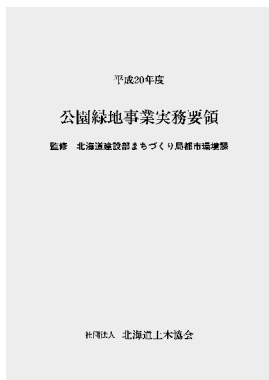 平成20年度
公園緑地事業実務要領
監修 北海道建設部まちづくり局都市環境課
社団法人 北海道土木協会